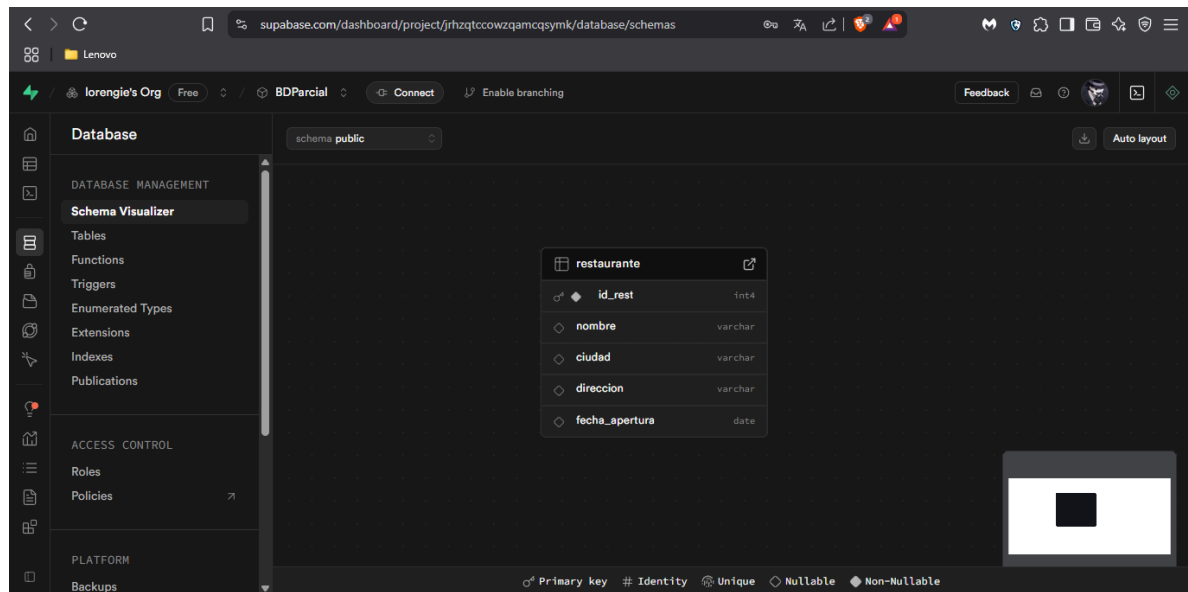 supabase.com/dashboard/project/jrhzqtccowzqamcqsymk/database/schemas
Lenovo
lorengie's Org Free / BDParcial Connect Enable branching Feedback
Database
schema public Auto layout
DATABASE MANAGEMENT
Schema Visualizer
Tables
Functions
Triggers
Enumerated Types
Extensions
Indexes
Publications
ACCESS CONTROL
Roles
Policies
PLATFORM
Backups
restaurante
id_rest int4
nombre varchar
ciudad varchar
direccion varchar
fecha_apertura date
Primary key # Identity Unique Nullable Non-Nullable